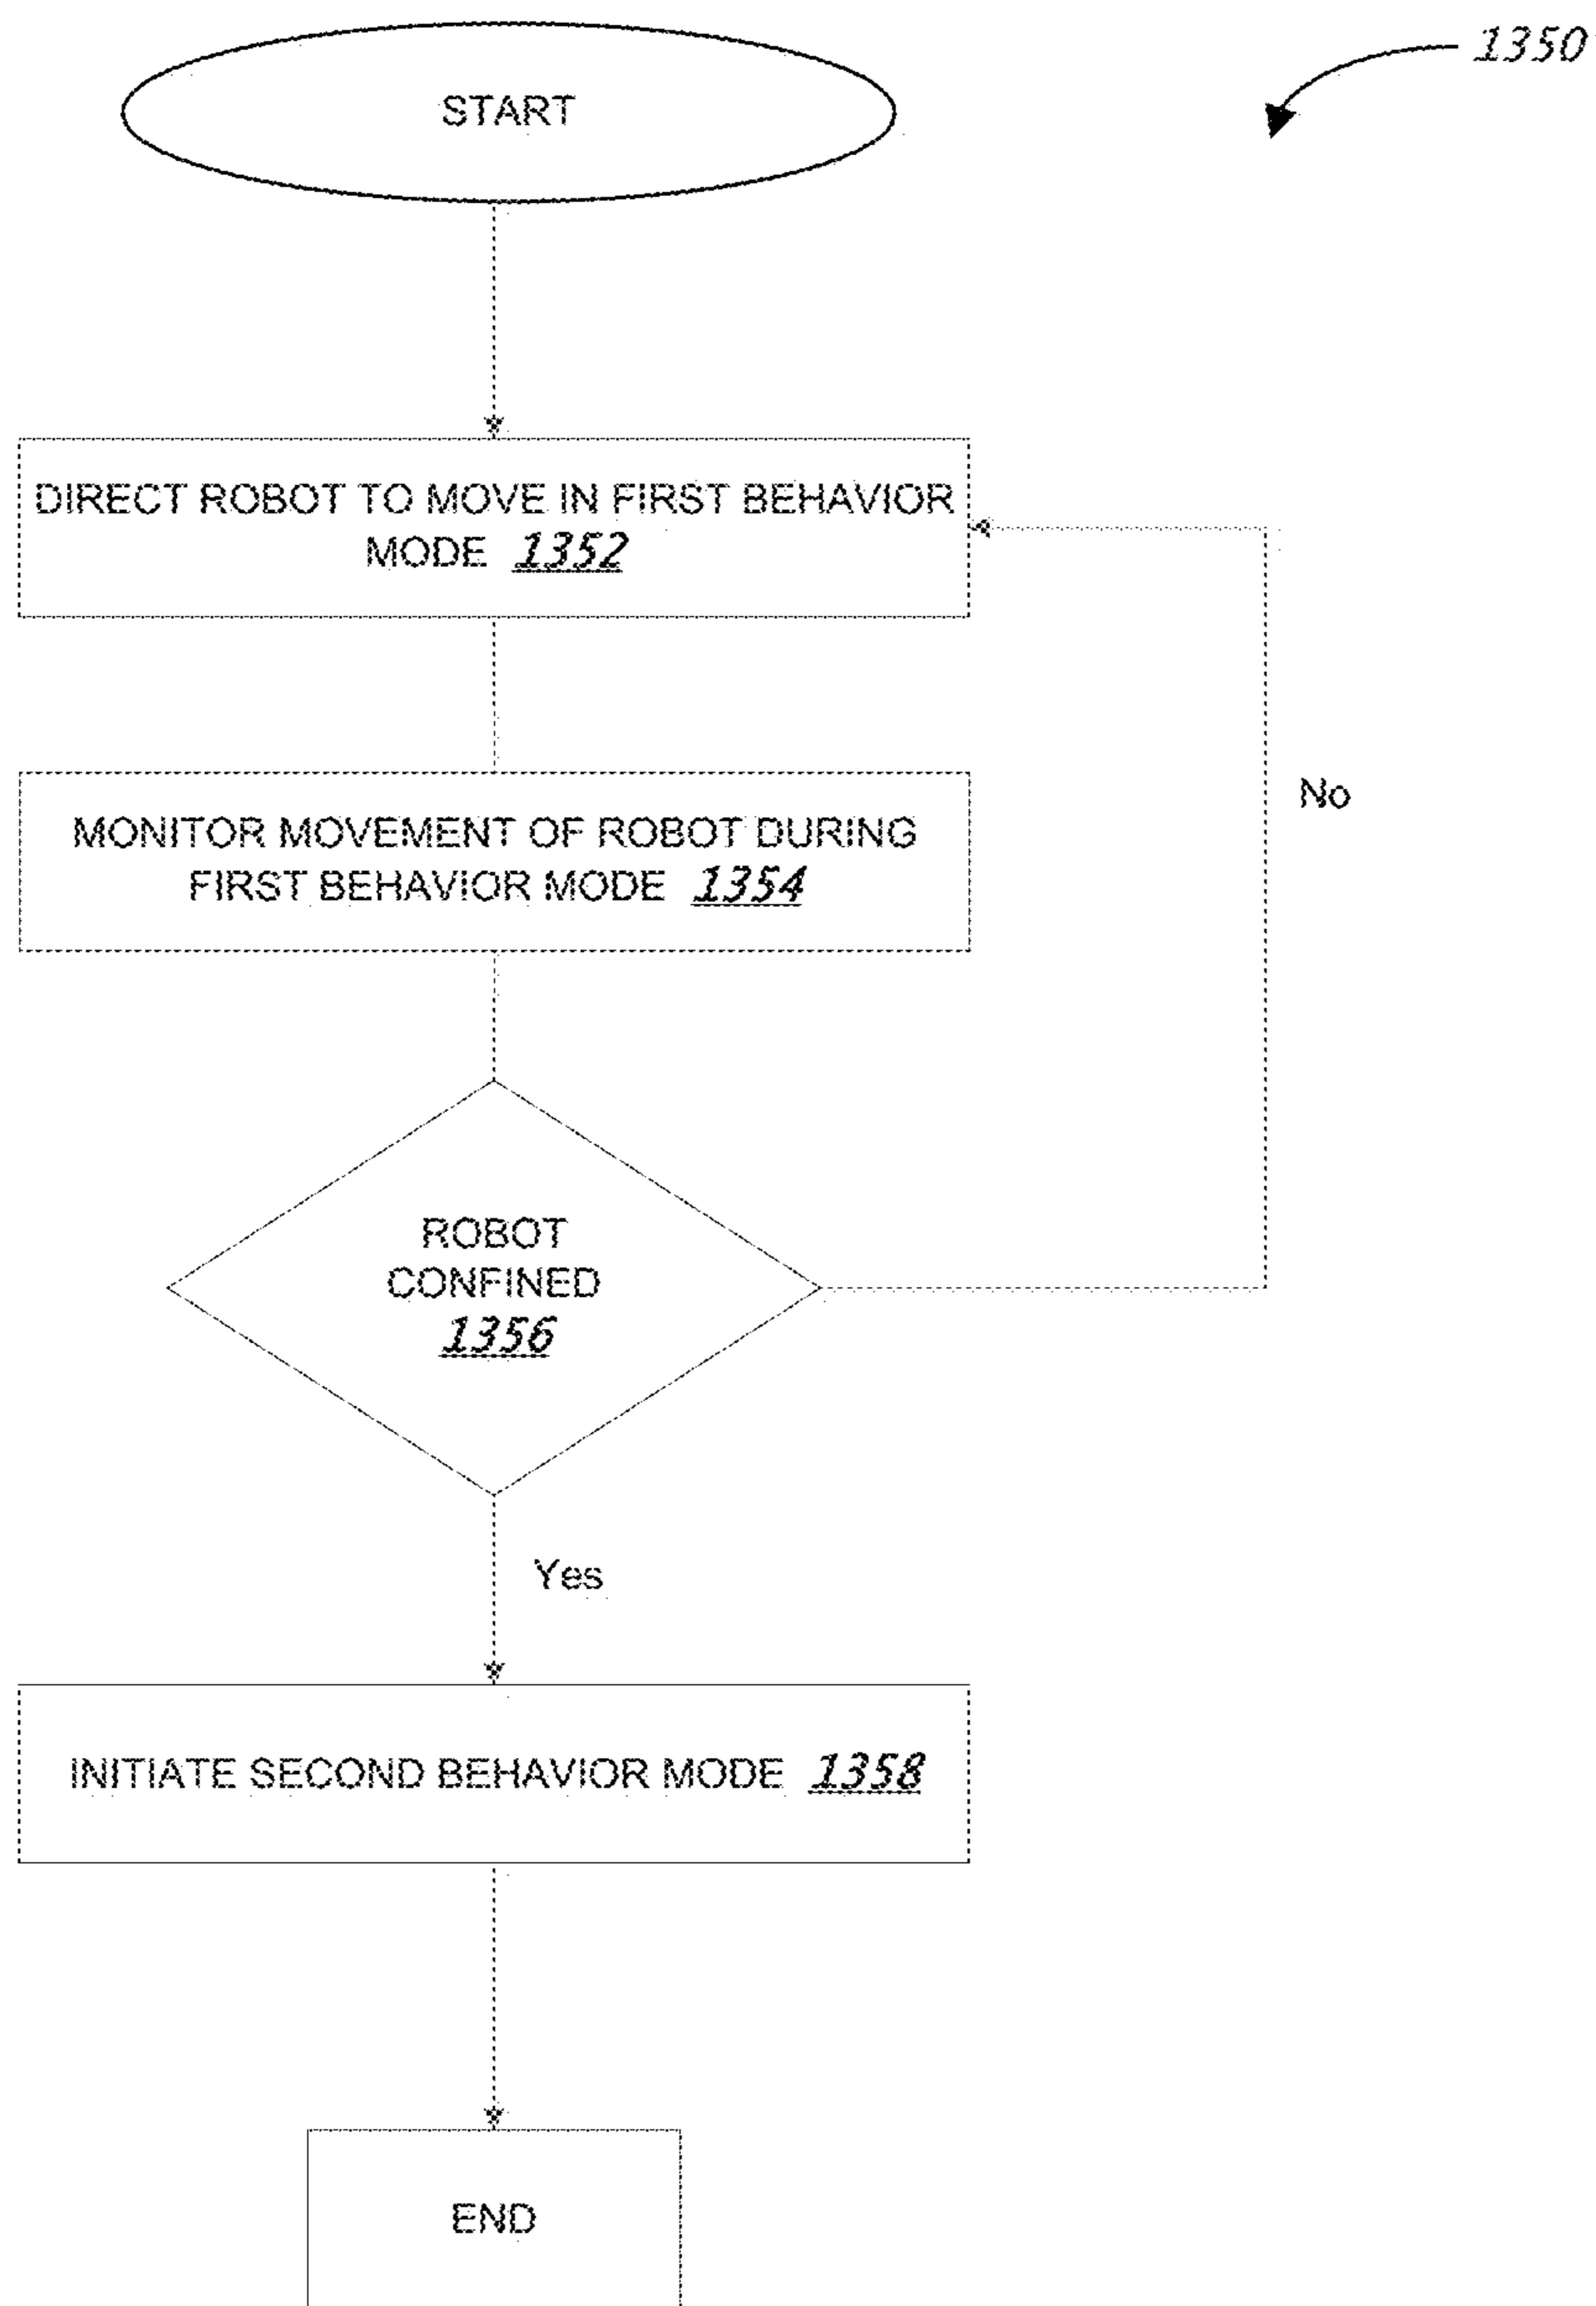 1350
START
DIRECT ROBOT TO MOVE IN FIRST BEHAVIOR
MODE 1352
MONITOR MOVEMENT OF ROBOT DURING
FIRST BEHAVIOR MODE 1354
No
ROBOT
CONFINED
1356
Yes
INITIATE SECOND BEHAVIOR MODE 1358
END